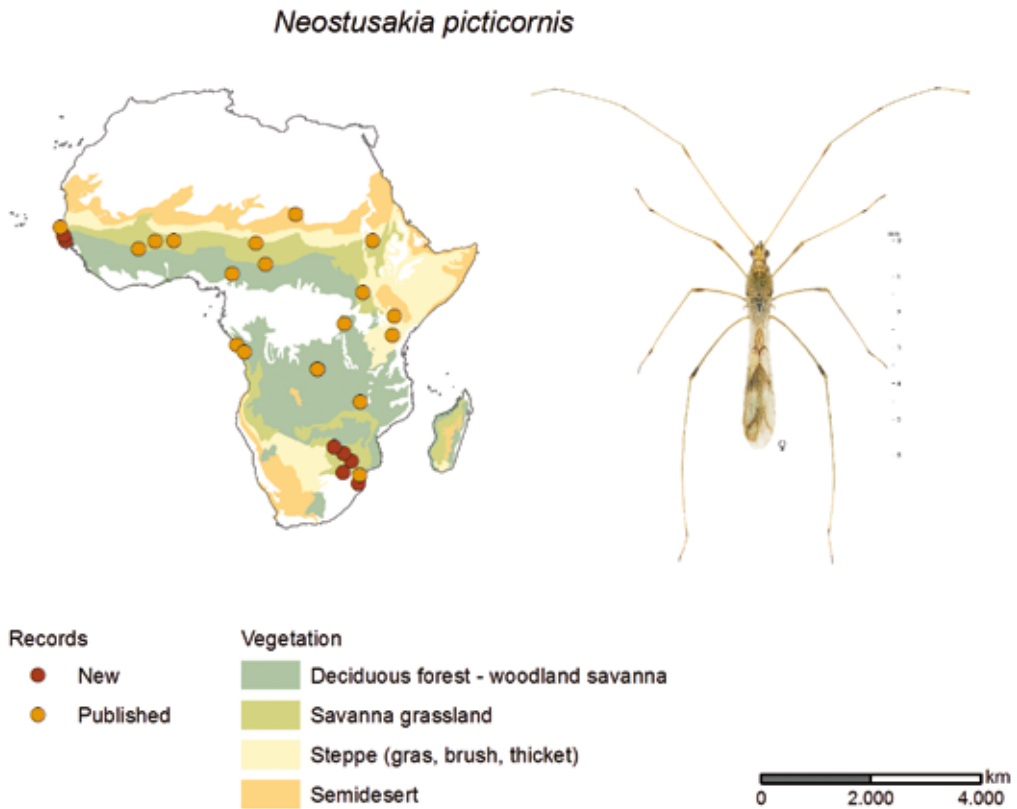 Neostusakia picticornis
Records
New
Published
Vegetation
Deciduous forest - woodland savanna
Savanna grassland
Steppe (gras, brush, thicket)
Semidesert
km
0 2.000 4.000
♀